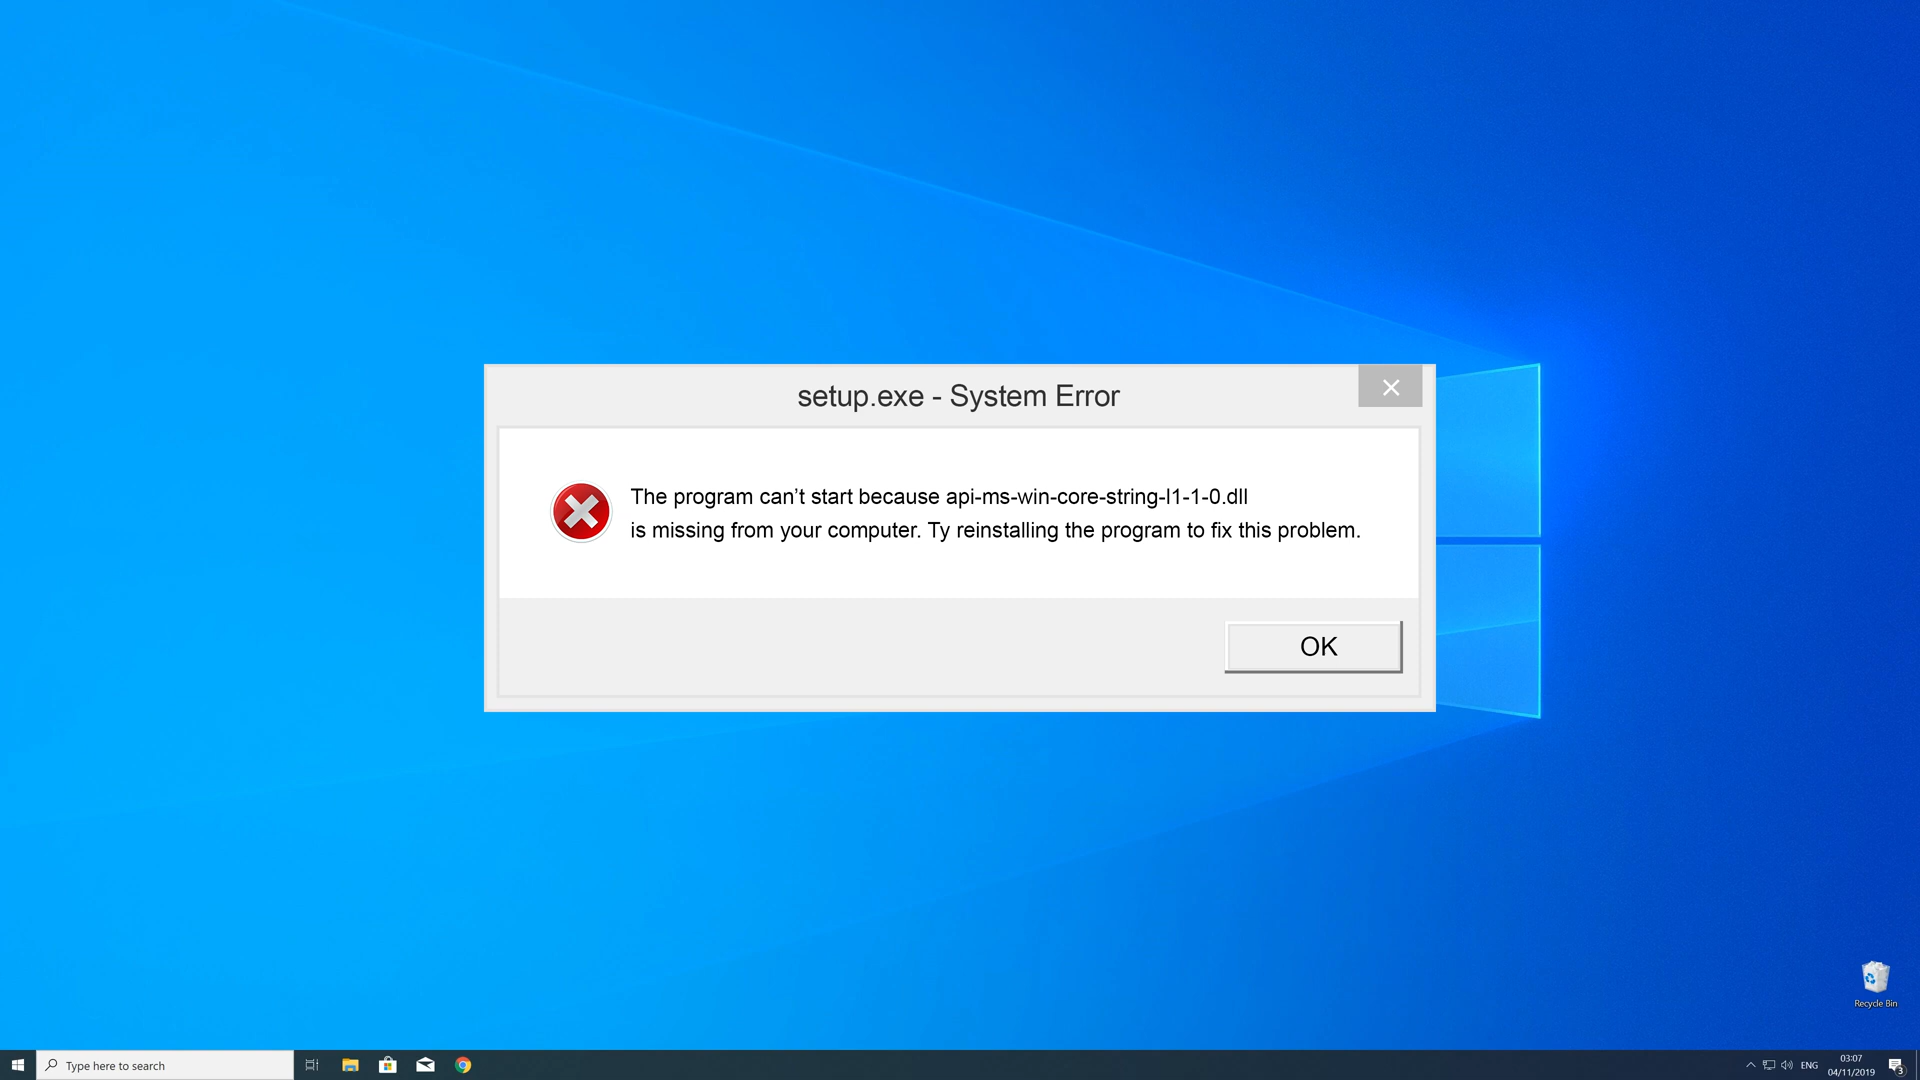 setup.exe - System Error
The program can’t start because api-ms-win-core-string-l1-1-0.dll
is missing from your computer. Ty reinstalling the program to fix this problem.
OK
Recycle Bin
Type here to search
ENG
03:07
04/11/2019
3